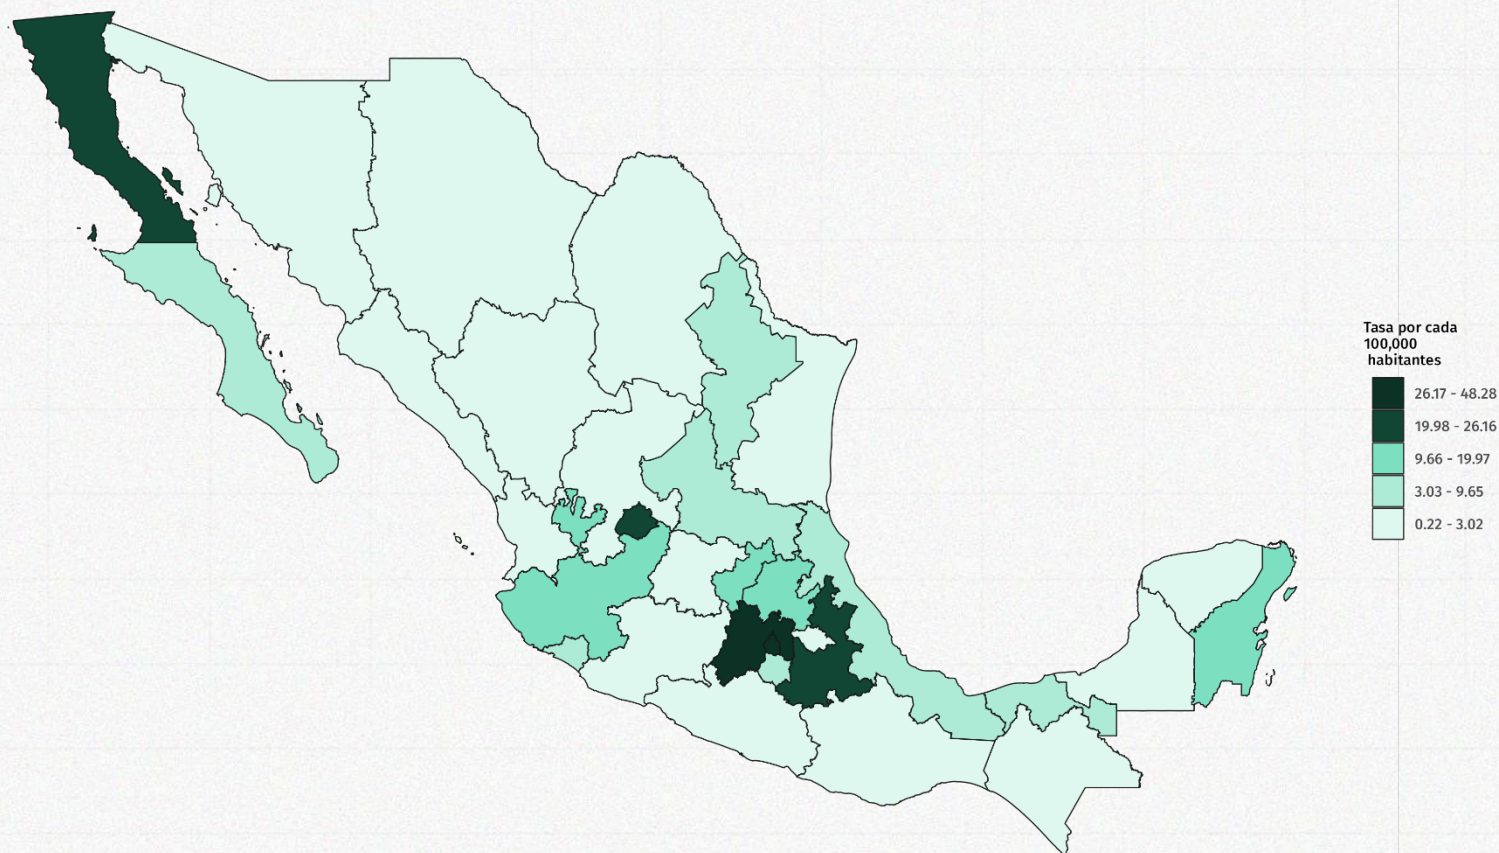 Tasa por cada
100,000
habitantes
26.17 - 48.28
19.98 - 26.16
9.66 - 19.97
3.03 - 9.65
0.22 - 3.02